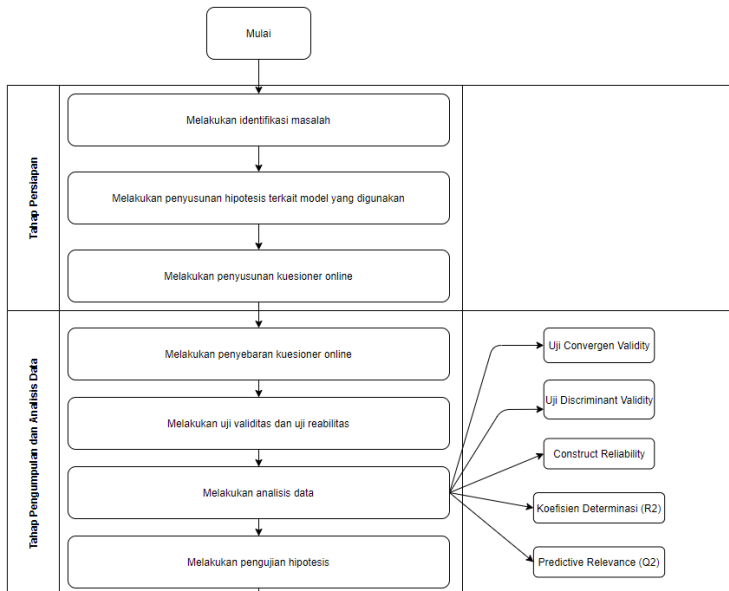 Mulai
Tahap Persiapan
Melakukan identifikasi masalah
Melakukan penyusunan hipotesis terkait model yang digunakan
Melakukan penyusunan kuesioner online
Tahap Pengumpulan dan Analisis Data
Melakukan penyebaran kuesioner online
Melakukan uji validitas dan uji reabilitas
Melakukan analisis data
Melakukan pengujian hipotesis
Uji Convergen Validity
Uji Discriminant Validity
Construct Reliability
Koefisien Determinasi (R2)
Predictive Relevance (Q2)